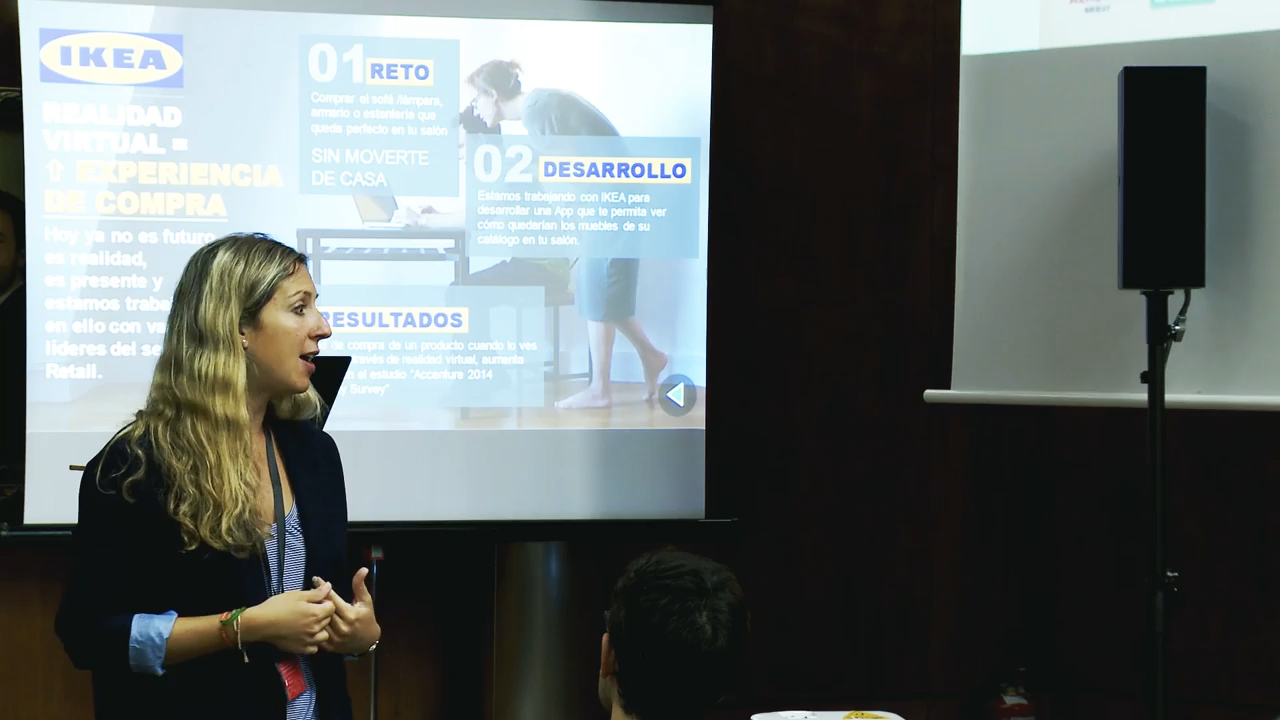 IKEA
REALIDAD
VIRTUAL =
↑ EXPERIENCIA
DE COMPRA
Hoy ya no es futuro
es realidad,
es presente y
estamos
en ello con
líderes del
Retail.
01 RETO
Comprar el sofá /lámpara,
armario o estantería que
queda perfecto en tu salón
SIN MOVERTE
DE CASA
02 DESARROLLO
Estamos trabajando con IKEA para
desarrollar una App que te permita ver
cómo quedarían los muebles de su
catálogo en tu salón.
RESULTADOS
de compra de un producto cuando lo ves
través de realidad virtual, aumenta
el estudio "Accenture 2014
Survey"